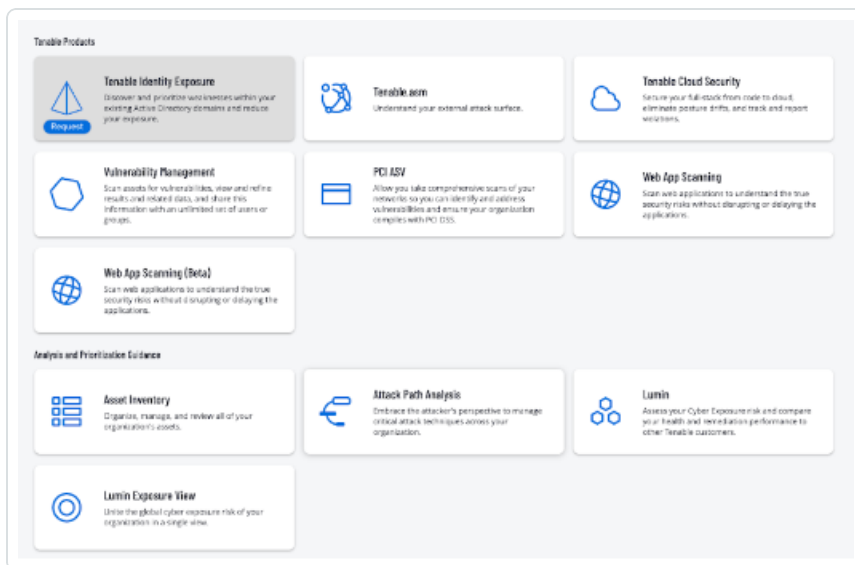 Tenable Products
Tenable Identity Exposure
Discover and prioritize weaknesses within your
existing Active Directory domains and reduce
your exposure.
Request
Tenable.asm
Understand your external attack surface.
Tenable Cloud Security
Secure your full-stack from code to cloud,
eliminate posture drifts, and track and report
violations.
Vulnerability Management
Scan assets for vulnerabilities, view and refine
results and related data, and share this
information with an unlimited set of users or
groups.
PCI ASV
Allow you take comprehensive scans of your
networks so you can identify and address
vulnerabilities and ensure your organization
complies with PCI DSS.
Web App Scanning
Scan web applications to understand the true
security risks without disrupting or delaying the
applications.
Web App Scanning (Beta)
Scan web applications to understand the true
security risks without disrupting or delaying the
applications.
Analysis and Prioritization Guidance
Asset Inventory
Organize, manage, and review all of your
organization's assets.
Attack Path Analysis
Embrace the attacker's perspective to manage
critical attack techniques across your
organization.
Lumin
Assess your Cyber Exposure risk and compare
your health and remediation performance to
other Tenable customers.
Lumin Exposure View
Unite the global cyber exposure risk of your
organization in a single view.